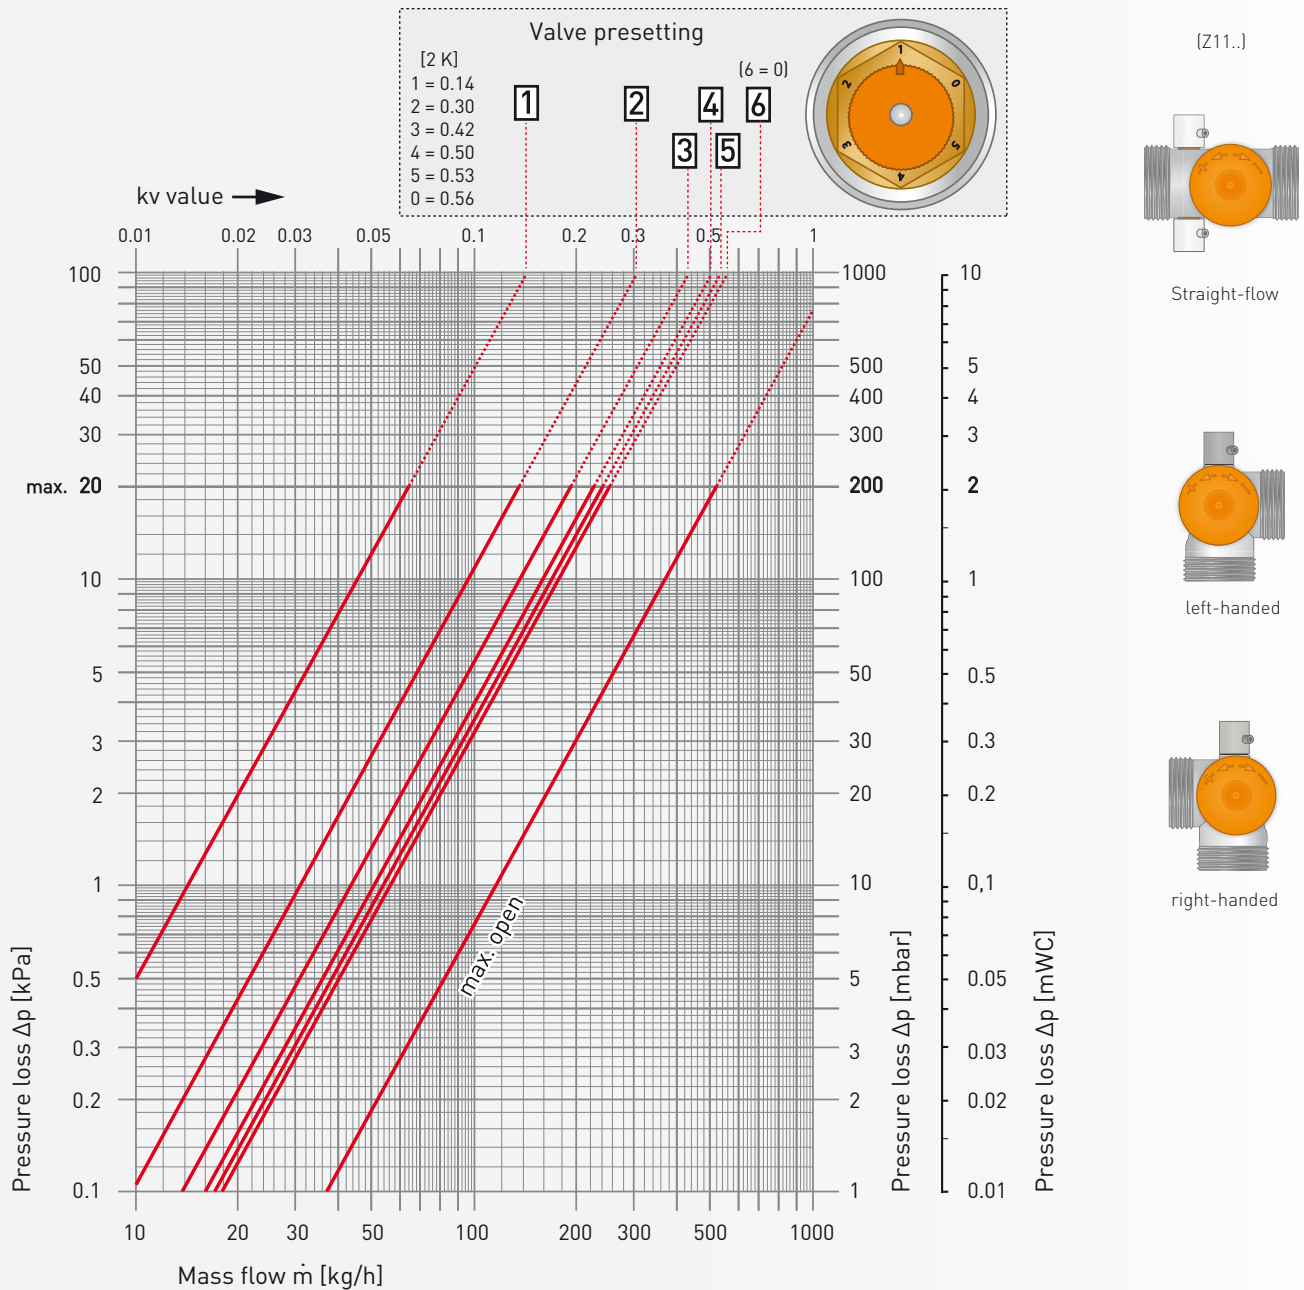 Valve presetting
[2 K]
1 = 0.14
2 = 0.30
3 = 0.42
4 = 0.50
5 = 0.53
0 = 0.56
1
2
3
4
5
(6 = 0)
6
1
0
5
4
3
2
kv value
0.01 0.02 0.03 0.05 0.1 0.2 0.3 0.5 1
100 1000 10
50 500 5
40 400 4
30 300 3
max. 20 200 2
10 100 1
5 50 0.5
3 30 0.3
2 20 0.2
1 10 0,1
0.5 5 0.05
0.3 3 0.03
0.2 2 0.02
0.1 1 0.01
10 20 30 50 100 200 300 500 1000
max. open
Pressure loss Δp [kPa]
Pressure loss Δp [mbar]
Pressure loss Δp [mWC]
Mass flow ṁ [kg/h]
(Z11..)
Straight-flow
left-handed
right-handed